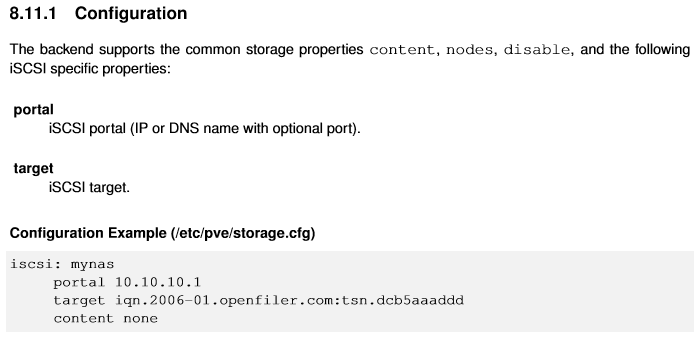 8.11.1 Configuration
The backend supports the common storage properties content, nodes, disable, and the following
iSCSI specific properties:
portal
iSCSI portal (IP or DNS name with optional port).
target
iSCSI target.
Configuration Example (/etc/pve/storage.cfg)
iscsi: mynas
portal 10.10.10.1
target iqn.2006-01.openfiler.com:tsn.dcb5aaaddd
content none